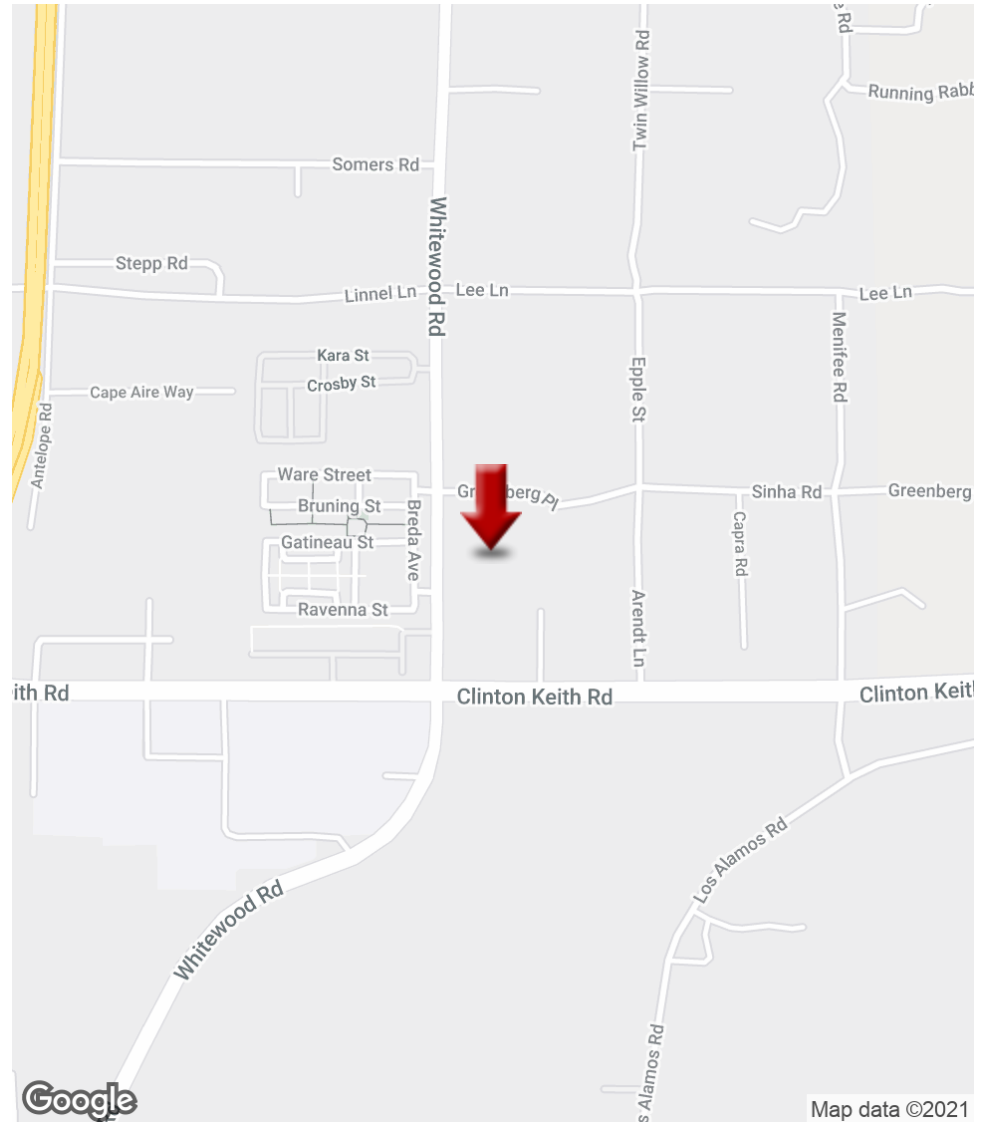 e Rd
Running Rabb
Twin Willow Rd
Somers Rd
Whitewood Rd
Stepp Rd
Linnel Ln
Lee Ln
Lee Ln
Menifee Rd
Kara St
Crosby St
Epple St
Cape Aire Way
Antelope Rd
Ware Street
Greenberg Pl
Sinha Rd
Greenberg
Bruning St
Breda Ave
Capra Rd
Gatineau St
Arendt Ln
Ravenna St
ith Rd
Clinton Keith Rd
Clinton Keit
Los Alamos Rd
Whitewood Rd
s Alamos Rd
Google
Map data ©2021